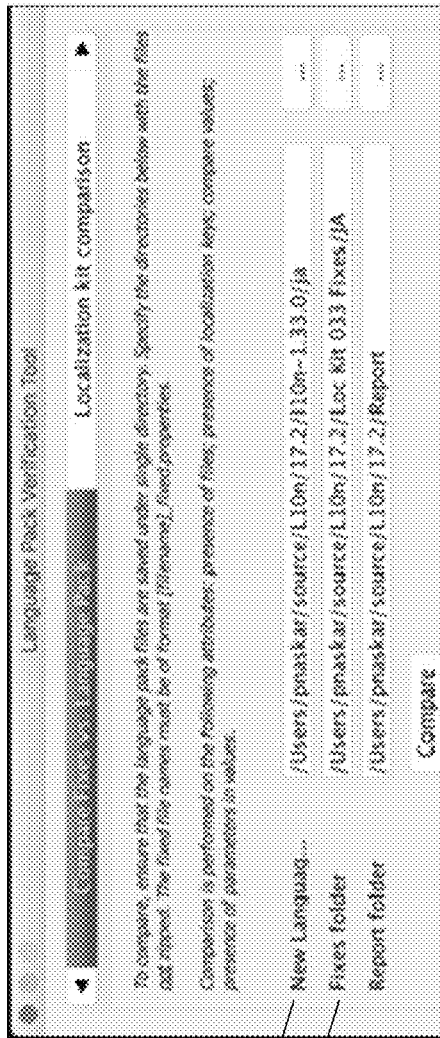 Language Pack Verification Tool
Localization kit comparison
To compare, ensure that the language pack files are saved under single directory. Specify the directories below with the files
not zipped. The fixed file names must be of format [filename]_fixed.properties.
Comparison is performed on the following attributes: presence of files, presence of localization keys, compare values,
presence of parameters in values.
New Languag... /Users/pnaskar/source/L10n/17.2/l10n-1.33.0/ja ...
Fixes folder /Users/pnaskar/source/L10n/17.2/Loc Kit 033 Fixes/JA ...
Report folder /Users/pnaskar/source/L10n/17.2/Report ...
Compare